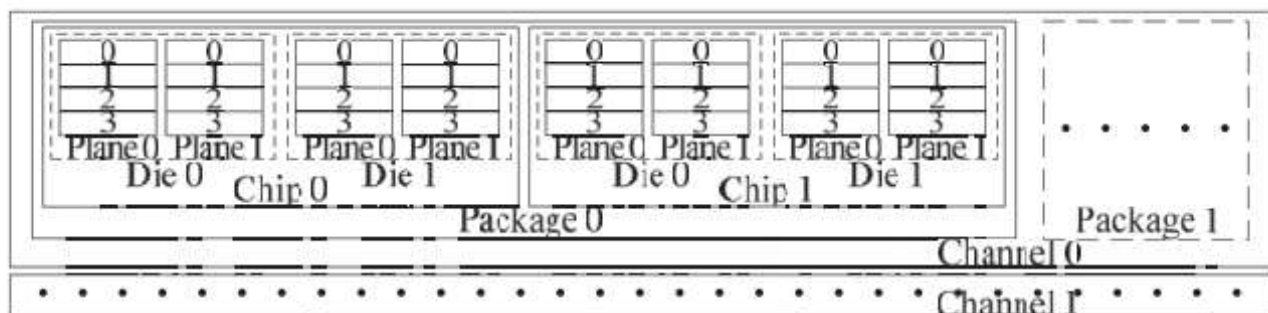 0 0 0 0 0 0 0 0
1 1 1 1 1 1 1 1
2 2 2 2 2 2 2 2
3 3 3 3 3 3 3 3
Plane 0 Plane 1 Plane 0 Plane 1 Plane 0 Plane 1 Plane 0 Plane 1
Die 0 Die 1 Die 0 Die 1
Chip 0 Chip 1
Package 0 Package 1
Channel 0
Channel 1